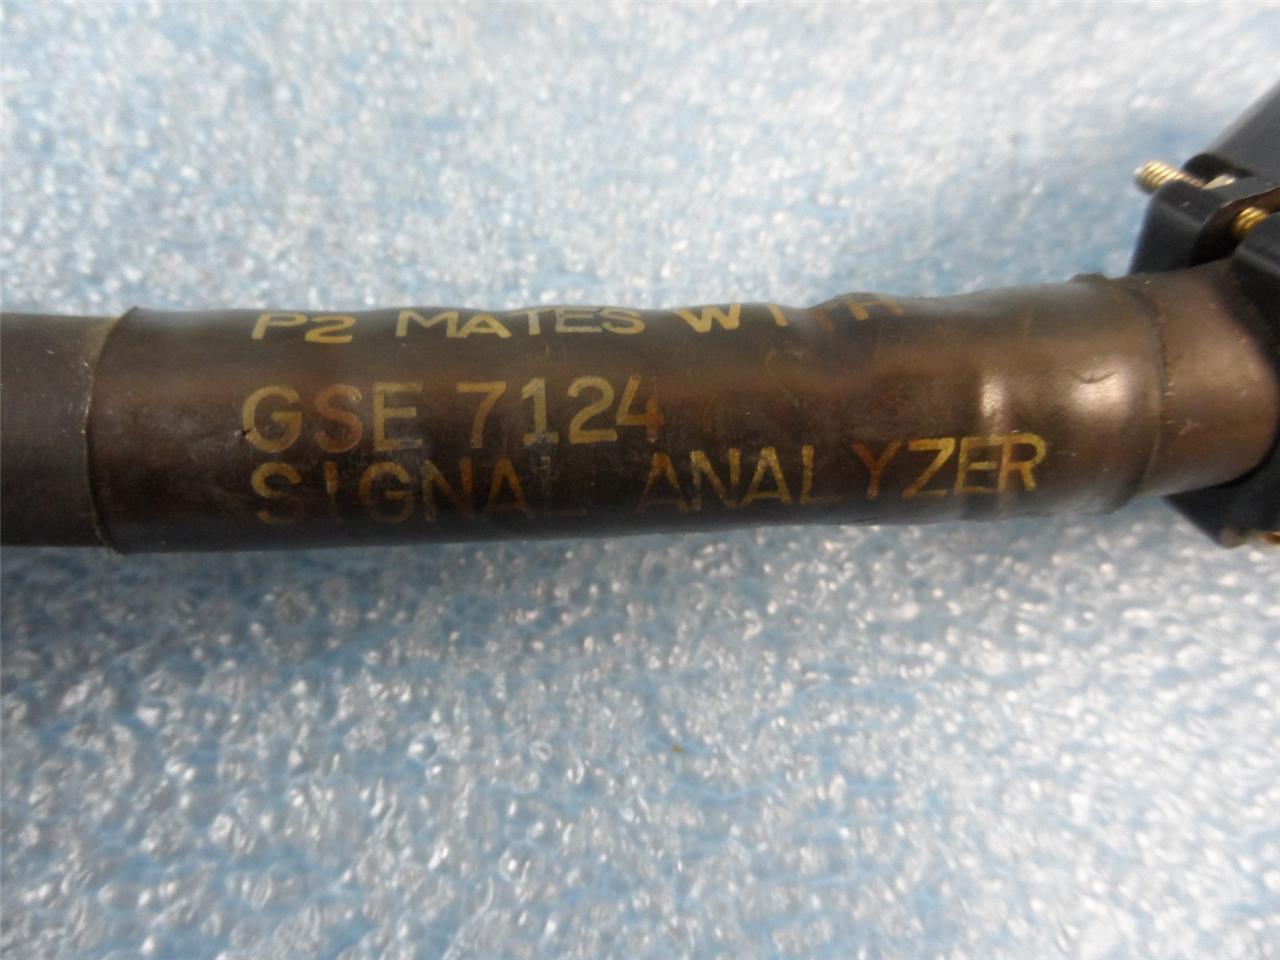 P2 MATES WITH
GSE 7124
SIGNAL ANALYZER